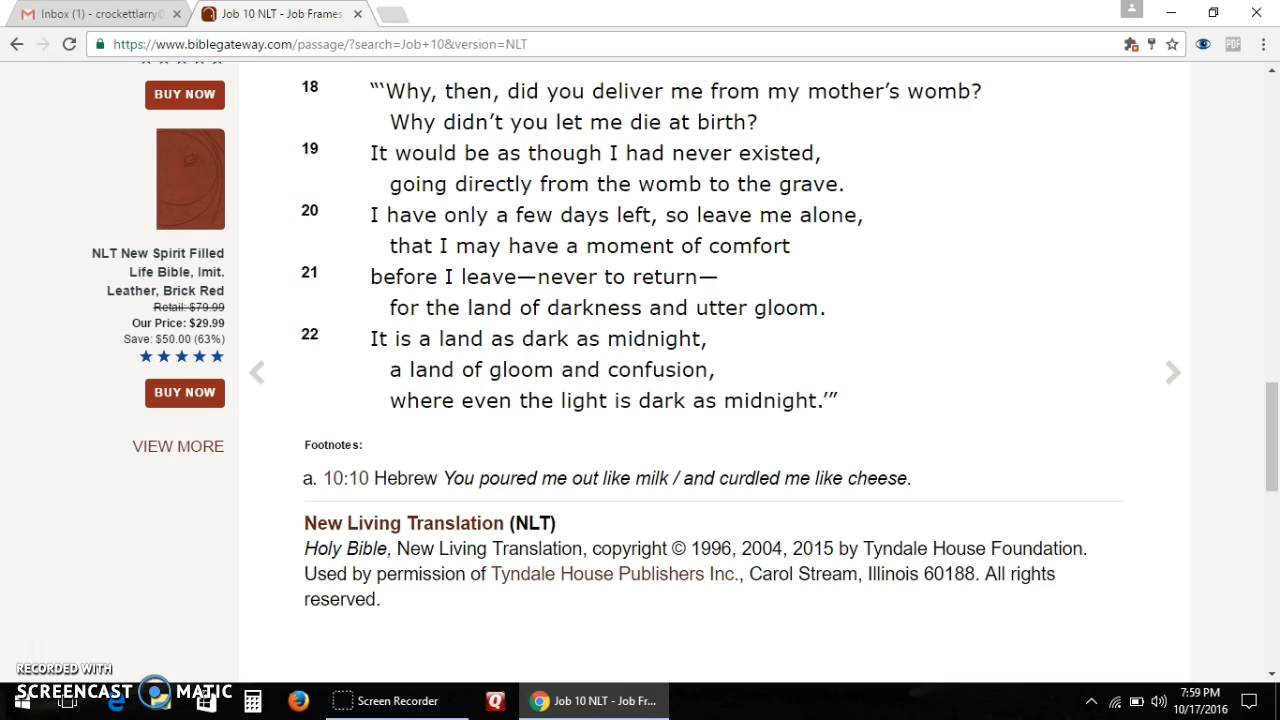 Inbox (1) - crockettlarry@
Job 10 NLT - Job Frames
https://www.biblegateway.com/passage/?search=Job+10&version=NLT
PDF
BUY NOW
NLT New Spirit Filled
Life Bible, Imit.
Leather, Brick Red
Retail: $79.99
Our Price: $29.99
Save: $50.00 (63%)
BUY NOW
VIEW MORE
18 “‘Why, then, did you deliver me from my mother’s womb?
Why didn’t you let me die at birth?
19 It would be as though I had never existed,
going directly from the womb to the grave.
20 I have only a few days left, so leave me alone,
that I may have a moment of comfort
21 before I leave—never to return—
for the land of darkness and utter gloom.
22 It is a land as dark as midnight,
a land of gloom and confusion,
where even the light is dark as midnight.’”
Footnotes:
a. 10:10 Hebrew You poured me out like milk / and curdled me like cheese.
New Living Translation (NLT)
Holy Bible, New Living Translation, copyright © 1996, 2004, 2015 by Tyndale House Foundation.
Used by permission of Tyndale House Publishers Inc., Carol Stream, Illinois 60188. All rights
reserved.
RECORDED WITH
SCREENCAST MATIC
Screen Recorder
Job 10 NLT - Job Fr...
7:59 PM
10/17/2016